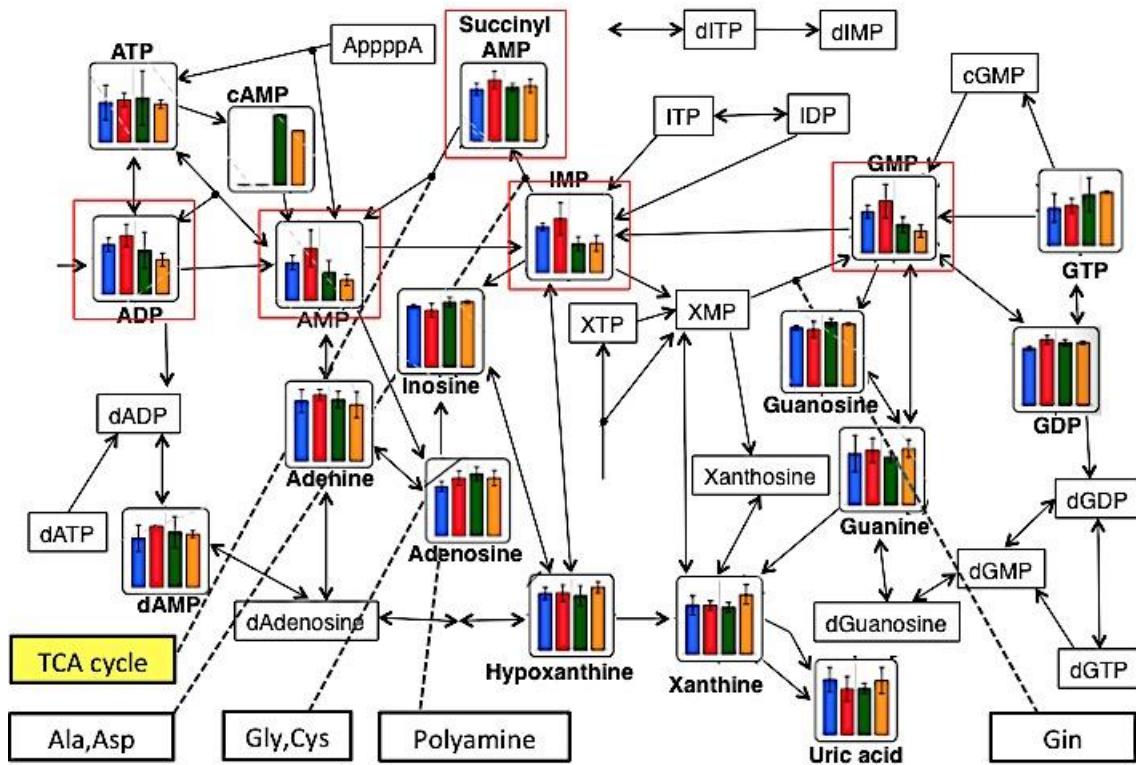 Succinyl
AMP
AppppA
dITP
dIMP
ATP
cAMP
cGMP
ITP
IDP
IMP
GMP
GTP
ADP
AMP
XTP
XMP
Inosine
Guanosine
GDP
dADP
Adenine
Xanthosine
dGDP
dATP
Adenosine
Guanine
dGMP
dAMP
dAdenosine
dGuanosine
TCA cycle
Hypoxanthine
Xanthine
dGTP
Ala,Asp
Gly,Cys
Polyamine
Uric acid
Gin